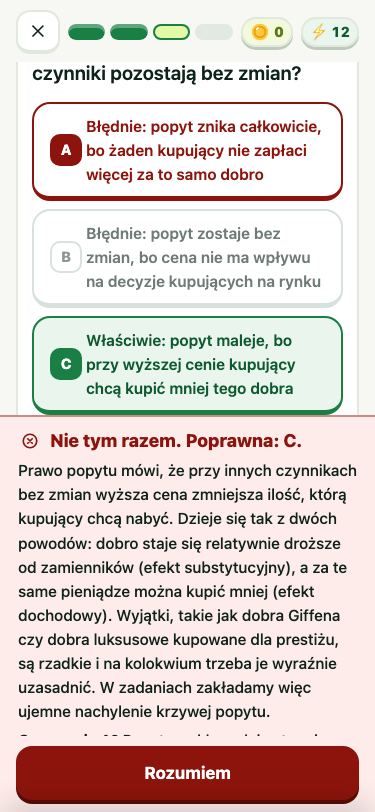 0
12
czynniki pozostają bez zmian?
A
Błędnie: popyt znika całkowicie,
bo żaden kupujący nie zapłaci
więcej za to samo dobro
B
Błędnie: popyt zostaje bez
zmian, bo cena nie ma wpływu
na decyzje kupujących na rynku
C
Właściwie: popyt maleje, bo
przy wyższej cenie kupujący
chcą kupić mniej tego dobra
Nie tym razem. Poprawna: C.
Prawo popytu mówi, że przy innych czynnikach
bez zmian wyższa cena zmniejsza ilość, którą
kupujący chcą nabyć. Dzieje się tak z dwóch
powodów: dobro staje się relatywnie droższe
od zamienników (efekt substytucyjny), a za te
same pieniądze można kupić mniej (efekt
dochodowy). Wyjątki, takie jak dobra Giffena
czy dobra luksusowe kupowane dla prestiżu,
są rzadkie i na kolokwium trzeba je wyraźnie
uzasadnić. W zadaniach zakładamy więc
ujemne nachylenie krzywej popytu.
Rozumiem